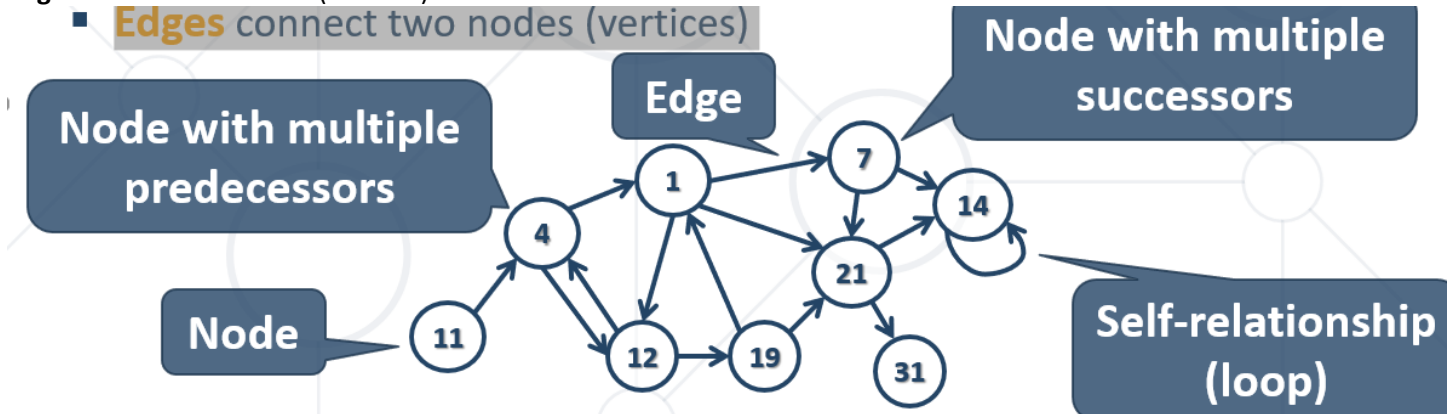 Edges connect two nodes (vertices)
Node with multiple
successors
Edge
Node with multiple
predecessors
7
1
14
4
21
Node
11
12
19
31
Self-relationship
(loop)